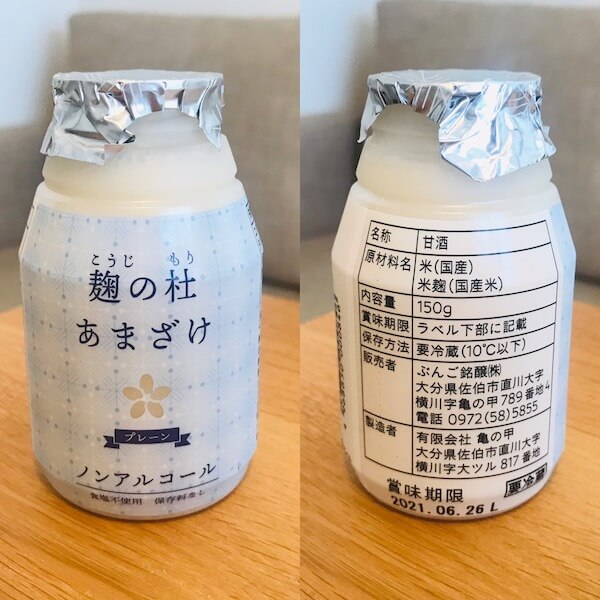 こうじ もり
麹の杜
あまざけ
プレーン
ノンアルコール
食塩不使用 保存料なし
名称 甘酒
原材料名 米(国産)
米麹(国産米)
内容量 150g
賞味期限 ラベル下部に記載
保存方法 要冷蔵(10℃以下)
販売者 ぶんご銘醸㈱
大分県佐伯市直川大字
横川字亀の甲789番地4
電話 0972(58)5855
製造者 有限会社 亀の甲
大分県佐伯市直川大字
横川字大ツル 817番地
賞味期限 要冷蔵
2021.06.26 L